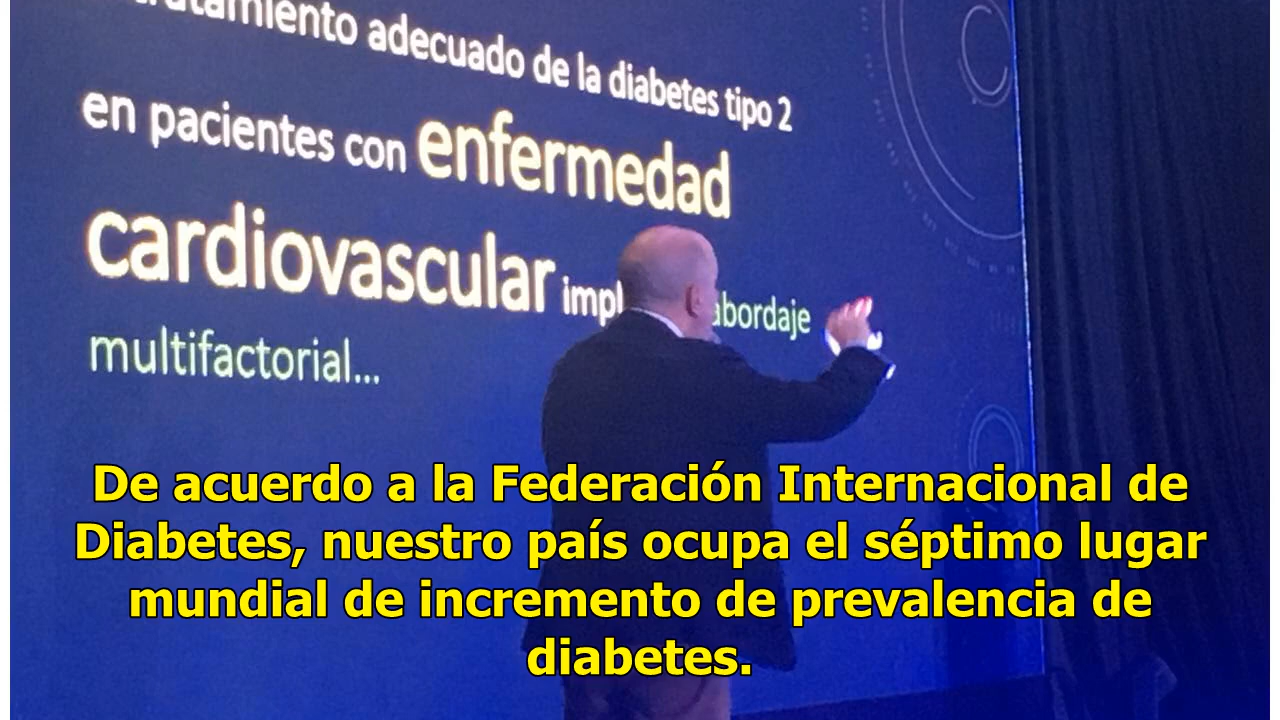 tratamiento adecuado de la diabetes tipo 2
en pacientes con enfermedad
cardiovascular abordaje
multifactorial...
De acuerdo a la Federación Internacional de
Diabetes, nuestro país ocupa el séptimo lugar
mundial de incremento de prevalencia de
diabetes.